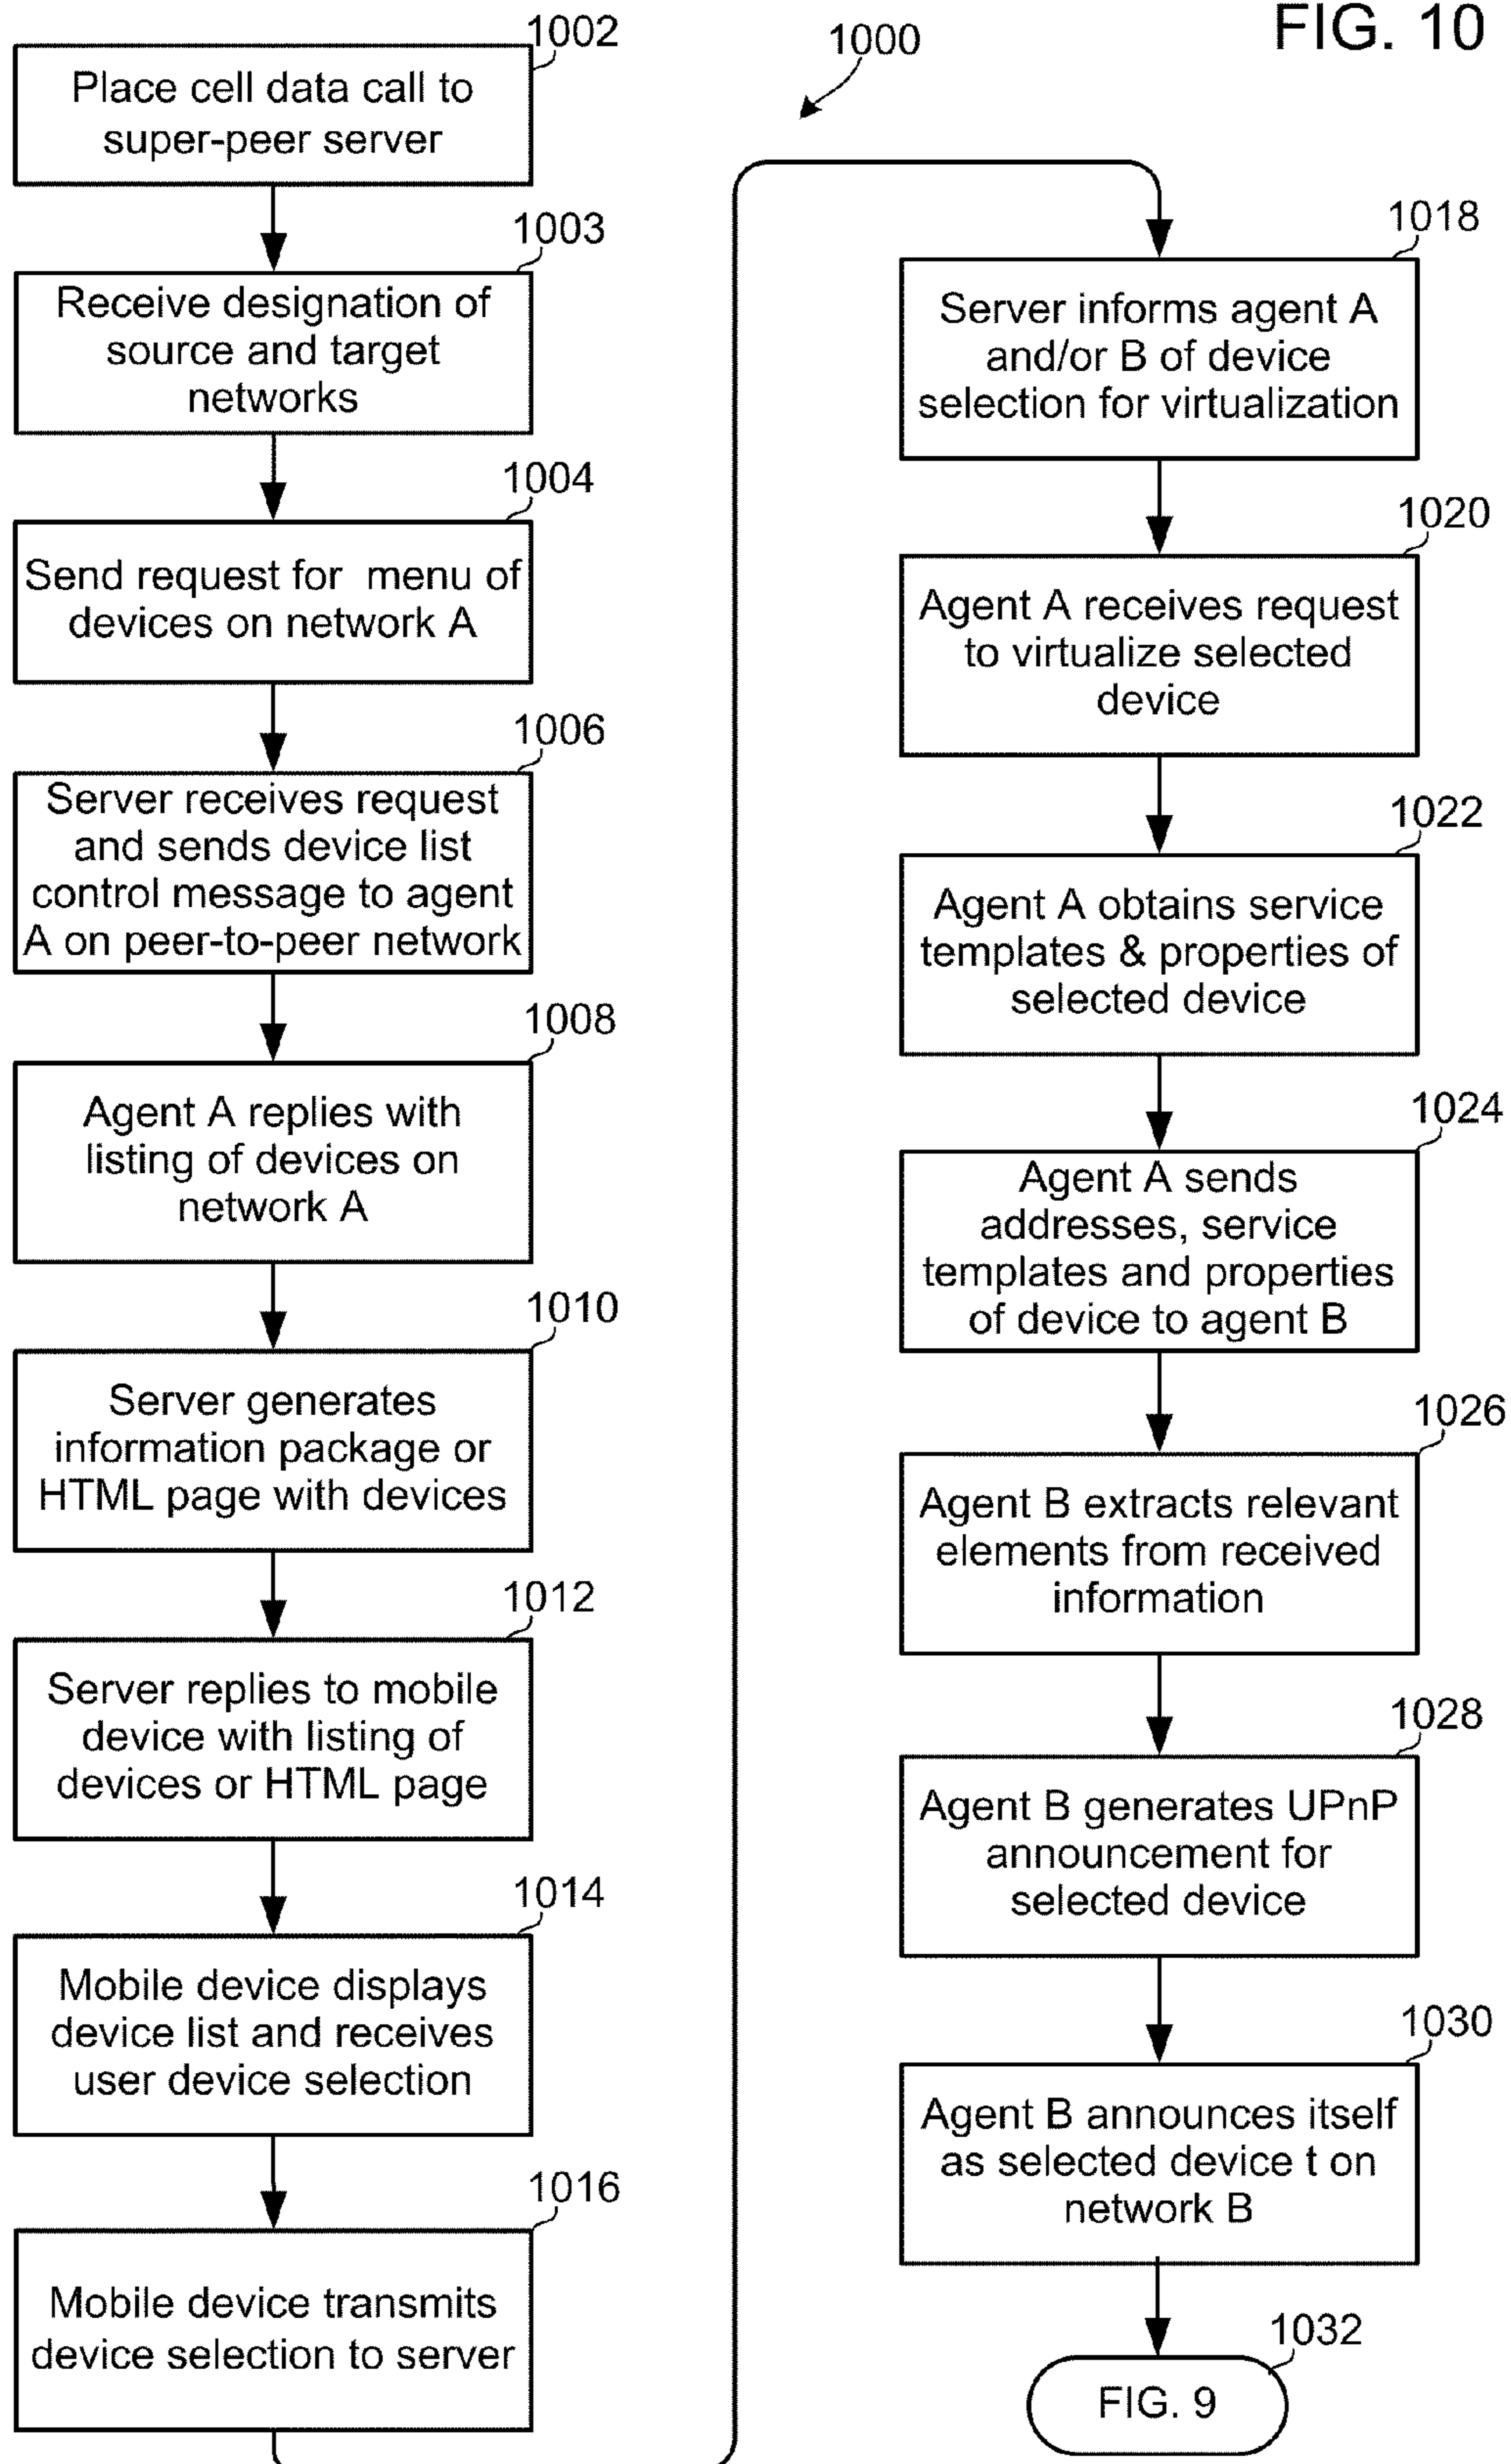 FIG. 10
1000
1002
Place cell data call to
super-peer server
1003
Receive designation of
source and target
networks
1004
Send request for menu of
devices on network A
1006
Server receives request
and sends device list
control message to agent
A on peer-to-peer network
1008
Agent A replies with
listing of devices on
network A
1010
Server generates
information package or
HTML page with devices
1012
Server replies to mobile
device with listing of
devices or HTML page
1014
Mobile device displays
device list and receives
user device selection
1016
Mobile device transmits
device selection to server
1018
Server informs agent A
and/or B of device
selection for virtualization
1020
Agent A receives request
to virtualize selected
device
1022
Agent A obtains service
templates & properties of
selected device
1024
Agent A sends
addresses, service
templates and properties
of device to agent B
1026
Agent B extracts relevant
elements from received
information
1028
Agent B generates UPnP
announcement for
selected device
1030
Agent B announces itself
as selected device t on
network B
1032
FIG. 9